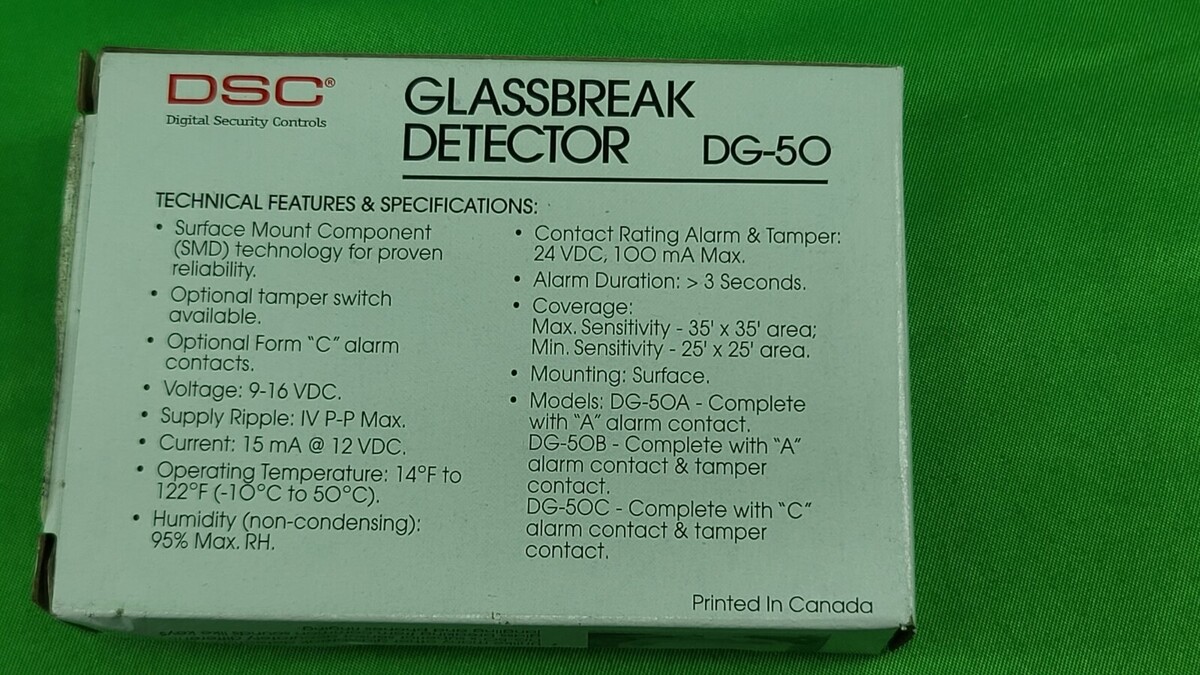 DSC®
Digital Security Controls
GLASSBREAK
DETECTOR DG-50
TECHNICAL FEATURES & SPECIFICATIONS:
• Surface Mount Component
(SMD) technology for proven
reliability.
• Optional tamper switch
available.
• Optional Form "C" alarm
contacts.
• Voltage: 9-16 VDC.
• Supply Ripple: IV P-P Max.
• Current: 15 mA @ 12 VDC.
• Operating Temperature: 14°F to
122°F (-10°C to 50°C).
• Humidity (non-condensing):
95% Max. RH.
• Contact Rating Alarm & Tamper:
24 VDC, 100 mA Max.
• Alarm Duration: > 3 Seconds.
• Coverage:
Max. Sensitivity - 35' x 35' area;
Min. Sensitivity - 25' x 25' area.
• Mounting: Surface.
• Models: DG-50A - Complete
with "A" alarm contact.
DG-50B - Complete with "A"
alarm contact & tamper
contact.
DG-50C - Complete with "C"
alarm contact & tamper
contact.
Printed In Canada